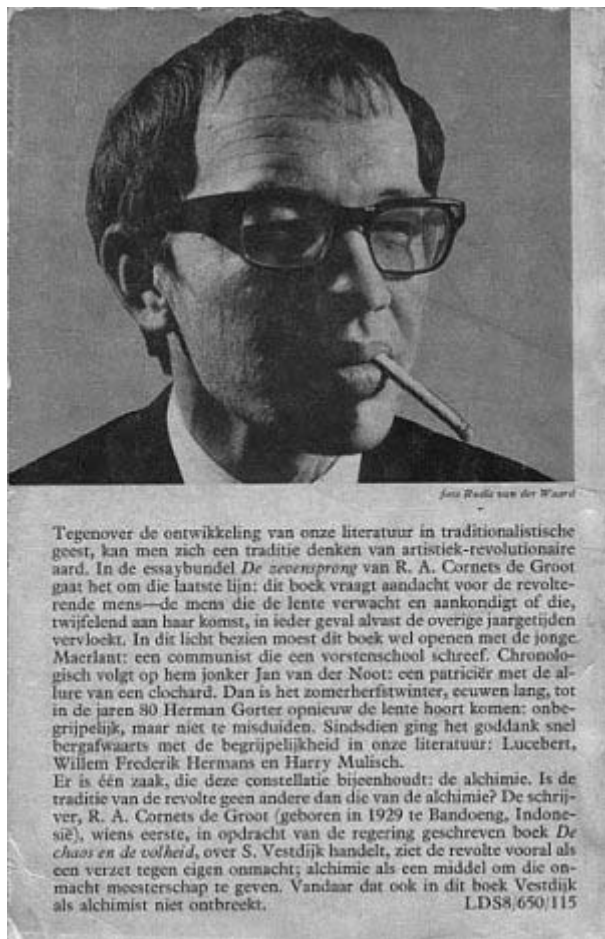 foto Rudie van der Waard
Tegenover de ontwikkeling van onze literatuur in traditionalistische
geest, kan men zich een traditie denken van artistiek-revolutionaire
aard. In de essaybundel De zevensprong van R. A. Cornets de Groot
gaat het om die laatste lijn: dit boek vraagt aandacht voor de revolte-
rende mens—de mens die de lente verwacht en aankondigt of die,
twijfelend aan haar komst, in ieder geval alvast de overige jaargetijden
vervloekt. In dit licht bezien moest dit boek wel openen met de jonge
Maerlant: een communist die een vorstenschool schreef. Chronolo-
gisch volgt op hem jonker Jan van der Noot: een patriciër met de al-
lure van een clochard. Dan is het zomerherfstwinter, eeuwen lang, tot
in de jaren 80 Herman Gorter opnieuw de lente hoort komen: onbe-
grijpelijk, maar niet te misduiden. Sindsdien ging het goddank snel
bergafwaarts met de begrijpelijkheid in onze literatuur: Lucebert,
Willem Frederik Hermans en Harry Mulisch.
Er is één zaak, die deze constellatie bijeenhoudt: de alchimie. Is de
traditie van de revolte geen andere dan die van de alchimie? De schrij-
ver, R. A. Cornets de Groot (geboren in 1929 te Bandoeng, Indone-
sië), wiens eerste, in opdracht van de regering geschreven boek De
chaos en de volheid, over S. Vestdijk handelt, ziet de revolte vooral als
een verzet tegen eigen onmacht; alchimie als een middel om die on-
macht meesterschap te geven. Vandaar dat ook in dit boek Vestdijk
als alchimist niet ontbreekt. LDS8/650/115